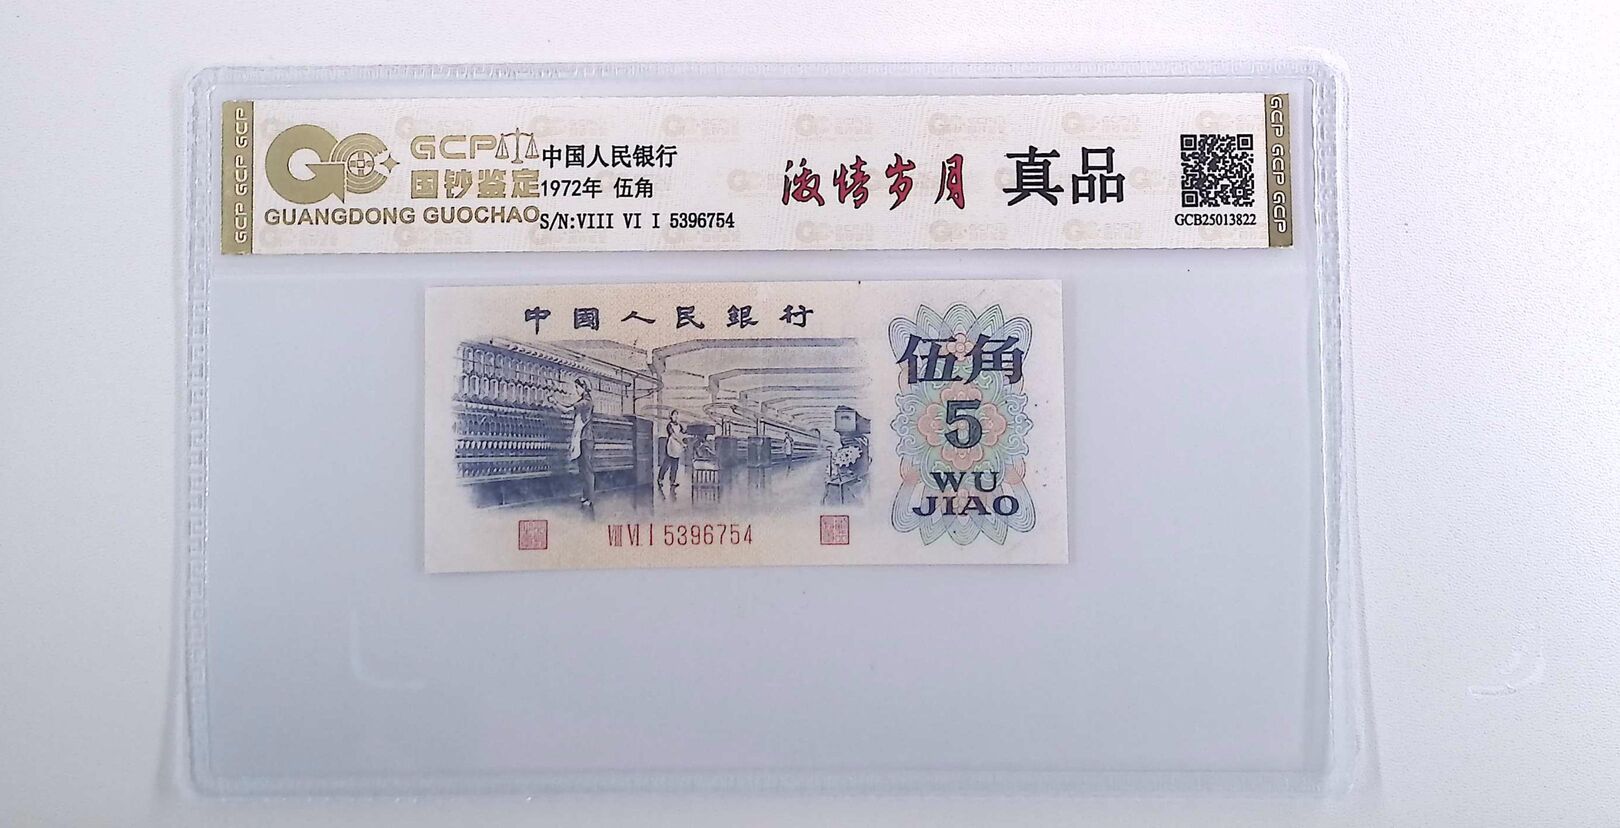 GCP
国钞鉴定
GUANGDONG GUOCHAO
中国人民银行
1972年 伍角
S/N:VIII VI I 5396754
激情岁月 真品
GCB25013822
GCP GCP GCP
GCP GCP GCP
中國人民銀行
伍角
5
WU
JIAO
VIII VI I 5396754